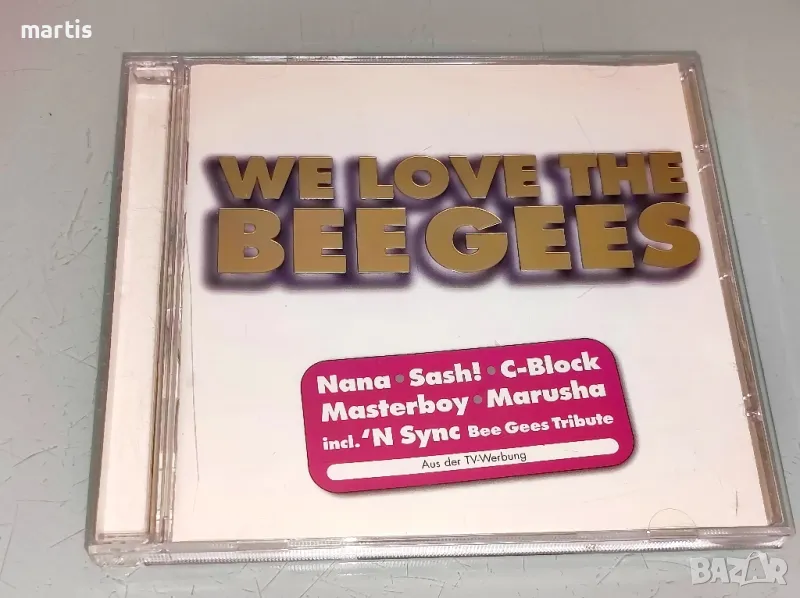 martis
WE LOVE THE
BEE GEES
Nana • Sash! • C-Block
Masterboy • Marusha
incl. 'N Sync Bee Gees Tribute
Aus der TV-Werbung
BAZAR